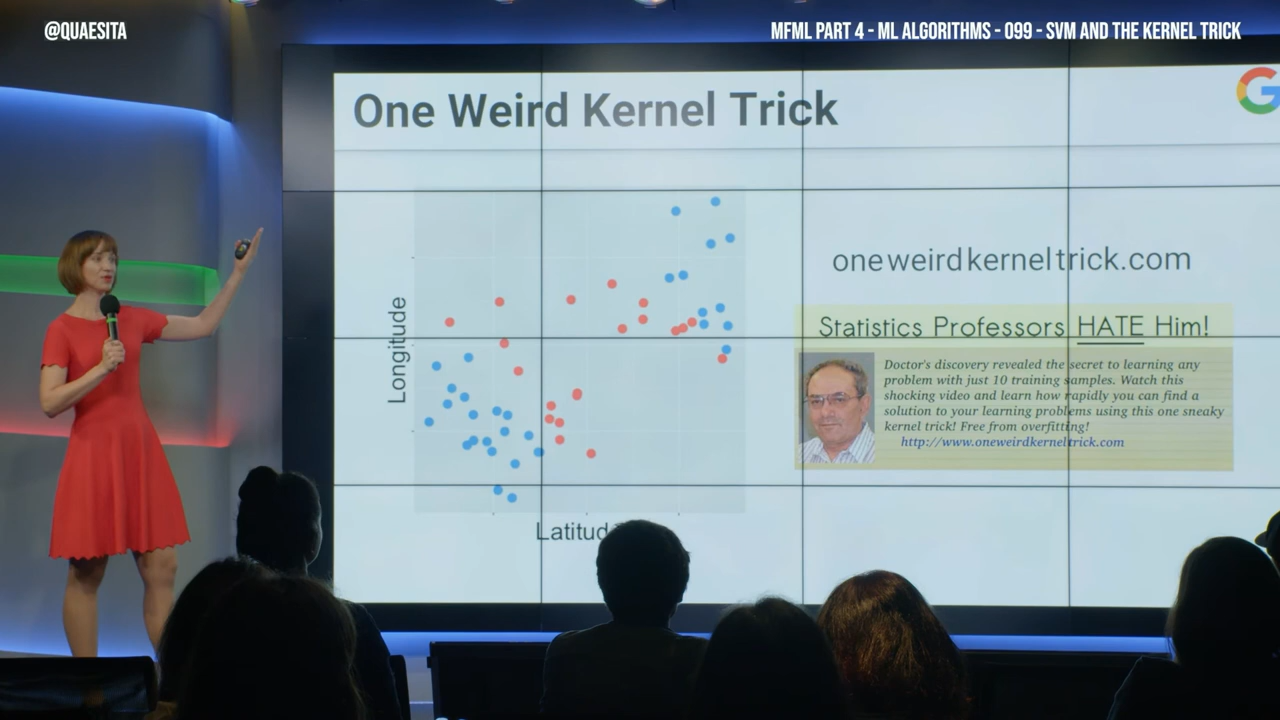 @QUAESITA
MFML PART 4 - ML ALGORITHMS - 099 - SVM AND THE KERNEL TRICK
One Weird Kernel Trick
G
Longitude
oneweirdkerneltrick.com
Statistics Professors HATE Him!
Doctor's discovery revealed the secret to learning any
problem with just 10 training samples. Watch this
shocking video and learn how rapidly you can find a
solution to your learning problems using this one sneaky
kernel trick! Free from overfitting!
http://www.oneweirdkerneltrick.com